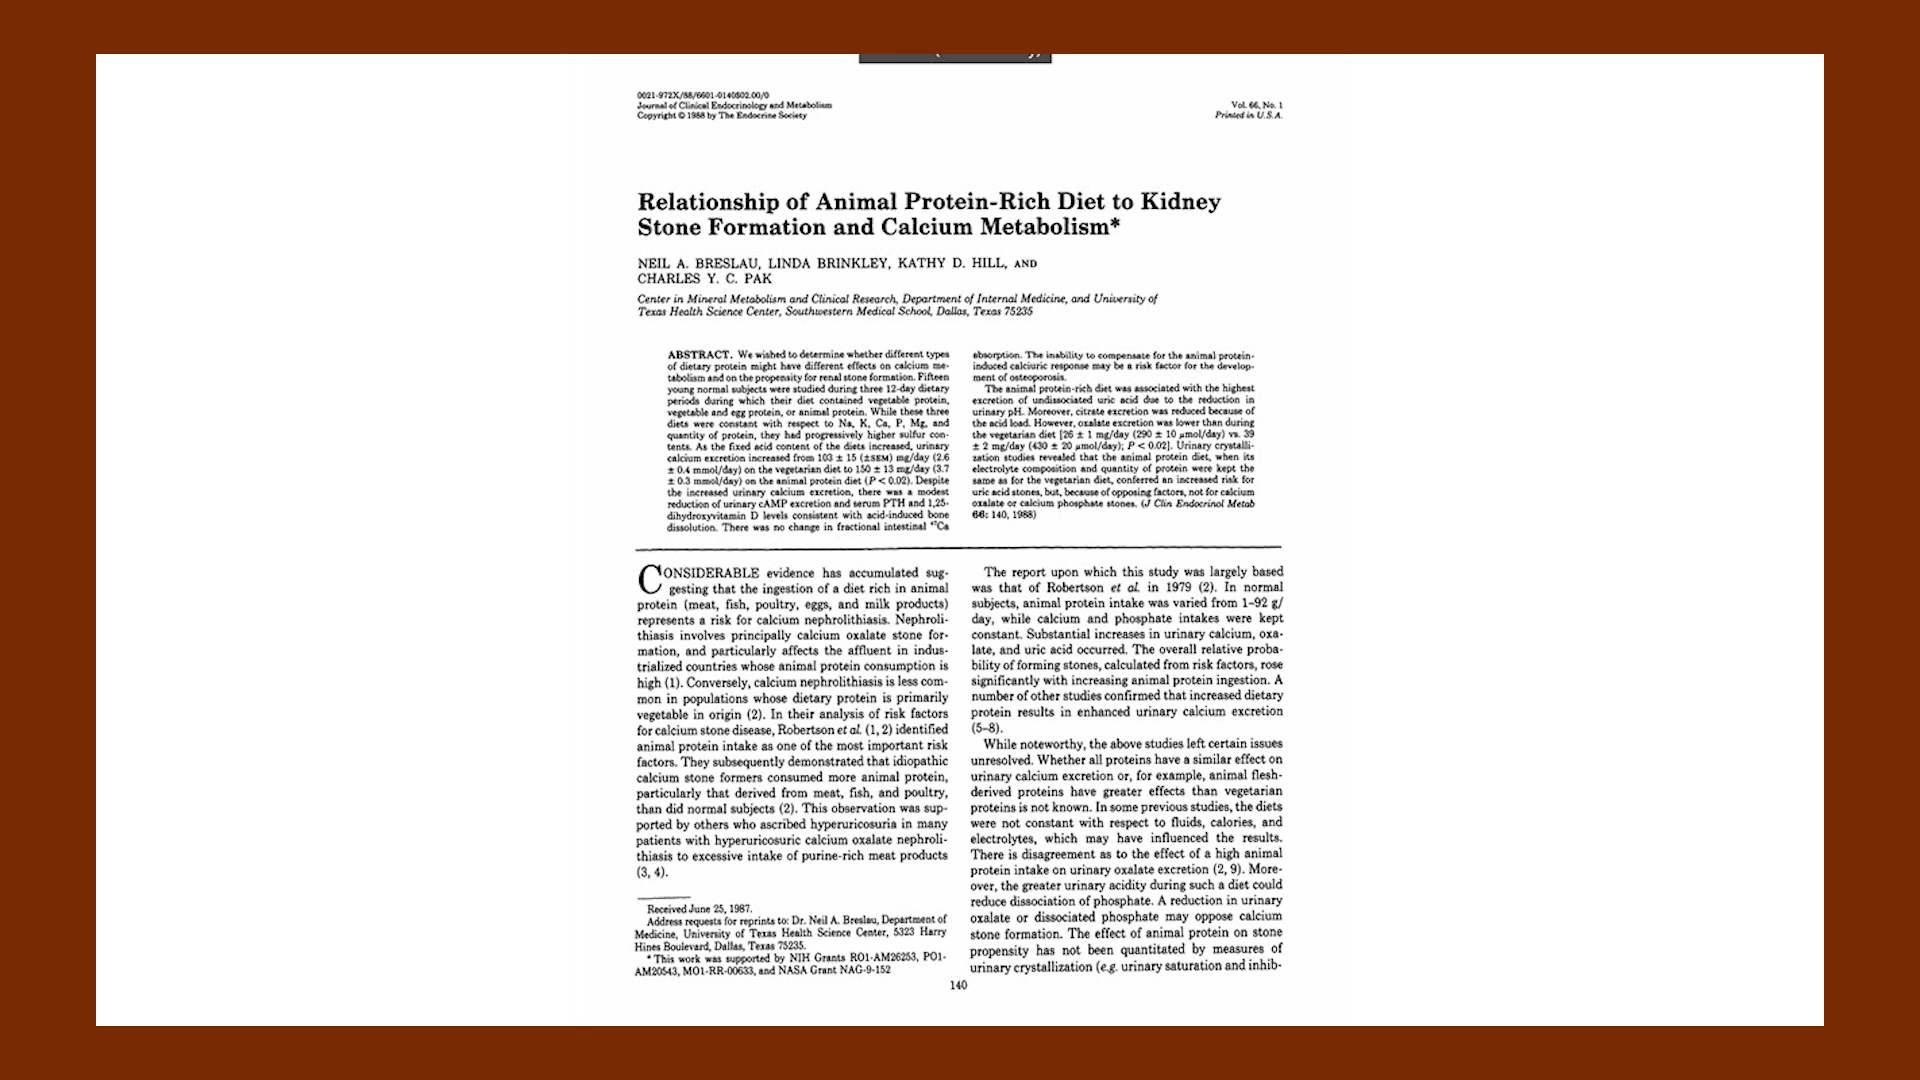 0021-972X/88/6601-0140$02.00/0
Journal of Clinical Endocrinology and Metabolism
Copyright © 1988 by The Endocrine Society
Vol. 66, No. 1
Printed in U.S.A.
Relationship of Animal Protein-Rich Diet to Kidney
Stone Formation and Calcium Metabolism*
NEIL A. BRESLAU, LINDA BRINKLEY, KATHY D. HILL, AND
CHARLES Y. C. PAK
Center in Mineral Metabolism and Clinical Research, Department of Internal Medicine, and University of
Texas Health Science Center, Southwestern Medical School, Dallas, Texas 75235
ABSTRACT. We wished to determine whether different types
of dietary protein might have different effects on calcium me-
tabolism and on the propensity for renal stone formation. Fifteen
young normal subjects were studied during three 12-day dietary
periods during which their diet contained vegetable protein,
vegetable and egg protein, or animal protein. While these three
diets were constant with respect to Na, K, Ca, P, Mg, and
quantity of protein, they had progressively higher sulfur con-
tents. As the fixed acid content of the diets increased, urinary
calcium excretion increased from 103 ± 15 (±SEM) mg/day (2.6
± 0.4 mmol/day) on the vegetarian diet to 150 ± 13 mg/day (3.7
± 0.3 mmol/day) on the animal protein diet (P < 0.02). Despite
the increased urinary calcium excretion, there was a modest
reduction of urinary cAMP excretion and serum PTH and 1,25-
dihydroxyvitamin D levels consistent with acid-induced bone
dissolution. There was no change in fractional intestinal ⁴⁷Ca
absorption. The inability to compensate for the animal protein-
induced calciuric response may be a risk factor for the develop-
ment of osteoporosis.
The animal protein-rich diet was associated with the highest
excretion of undissociated uric acid due to the reduction in
urinary pH. Moreover, citrate excretion was reduced because of
the acid load. However, oxalate excretion was lower than during
the vegetarian diet [26 ± 1 mg/day (290 ± 10 μmol/day) vs. 39
± 2 mg/day (430 ± 20 μmol/day); P < 0.02]. Urinary crystalli-
zation studies revealed that the animal protein diet, when its
electrolyte composition and quantity of protein were kept the
same as for the vegetarian diet, conferred an increased risk for
uric acid stones, but, because of opposing factors, not for calcium
oxalate or calcium phosphate stones. (J Clin Endocrinol Metab
66: 140, 1988)
CONSIDERABLE evidence has accumulated sug-
gesting that the ingestion of a diet rich in animal
protein (meat, fish, poultry, eggs, and milk products)
represents a risk for calcium nephrolithiasis. Nephroli-
thiasis involves principally calcium oxalate stone for-
mation, and particularly affects the affluent in indus-
trialized countries whose animal protein consumption is
high (1). Conversely, calcium nephrolithiasis is less com-
mon in populations whose dietary protein is primarily
vegetable in origin (2). In their analysis of risk factors
for calcium stone disease, Robertson et al. (1, 2) identified
animal protein intake as one of the most important risk
factors. They subsequently demonstrated that idiopathic
calcium stone formers consumed more animal protein,
particularly that derived from meat, fish, and poultry,
than did normal subjects (2). This observation was sup-
ported by others who ascribed hyperuricosuria in many
patients with hyperuricosuric calcium oxalate nephroli-
thiasis to excessive intake of purine-rich meat products
(3, 4).
Received June 25, 1987.
Address requests for reprints to: Dr. Neil A. Breslau, Department of
Medicine, University of Texas Health Science Center, 5323 Harry
Hines Boulevard, Dallas, Texas 75235.
* This work was supported by NIH Grants RO1-AM26253, PO1-
AM20543, MO1-RR-00633, and NASA Grant NAG-9-152
The report upon which this study was largely based
was that of Robertson et al. in 1979 (2). In normal
subjects, animal protein intake was varied from 1–92 g/
day, while calcium and phosphate intakes were kept
constant. Substantial increases in urinary calcium, oxa-
late, and uric acid occurred. The overall relative proba-
bility of forming stones, calculated from risk factors, rose
significantly with increasing animal protein ingestion. A
number of other studies confirmed that increased dietary
protein results in enhanced urinary calcium excretion
(5–8).
While noteworthy, the above studies left certain issues
unresolved. Whether all proteins have a similar effect on
urinary calcium excretion or, for example, animal flesh-
derived proteins have greater effects than vegetarian
proteins is not known. In some previous studies, the diets
were not constant with respect to fluids, calories, and
electrolytes, which may have influenced the results.
There is disagreement as to the effect of a high animal
protein intake on urinary oxalate excretion (2, 9). More-
over, the greater urinary acidity during such a diet could
reduce dissociation of phosphate. A reduction in urinary
oxalate or dissociated phosphate may oppose calcium
stone formation. The effect of animal protein on stone
propensity has not been quantitated by measures of
urinary crystallization (e.g. urinary saturation and inhib-
140